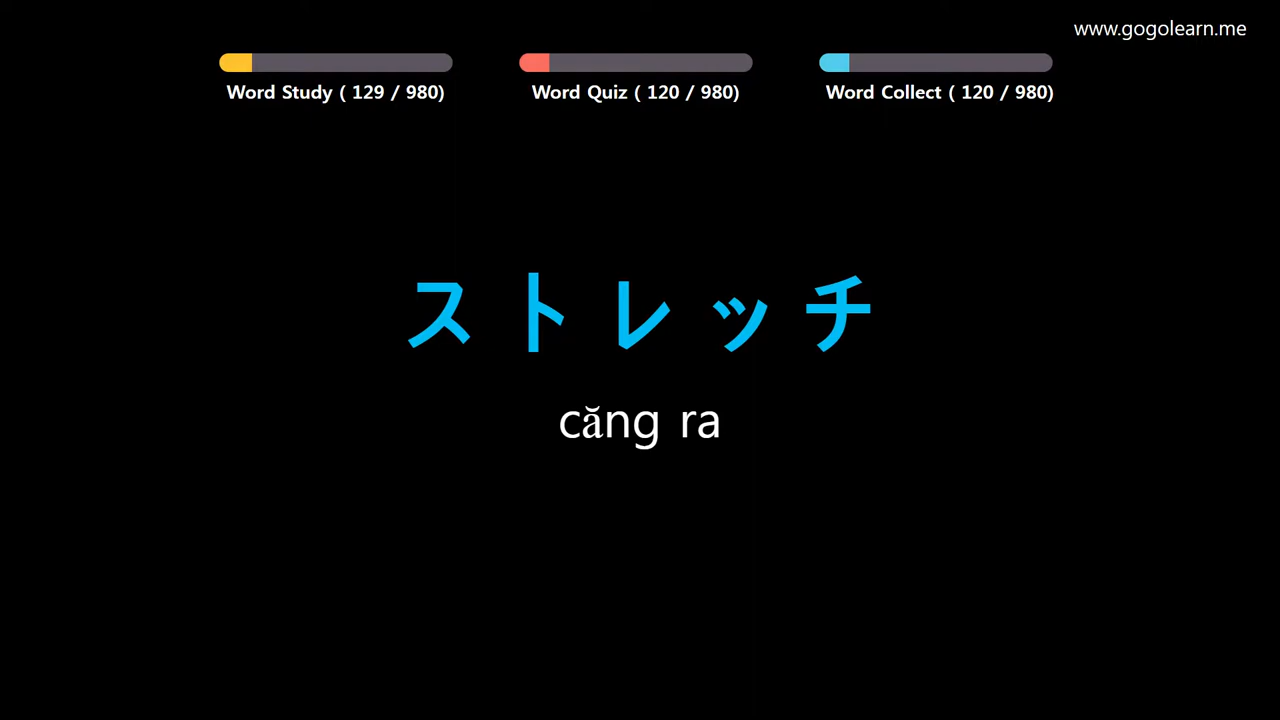 www.gogolearn.me
Word Study ( 129 / 980)
Word Quiz ( 120 / 980)
Word Collect ( 120 / 980)
ストレッチ
căng ra